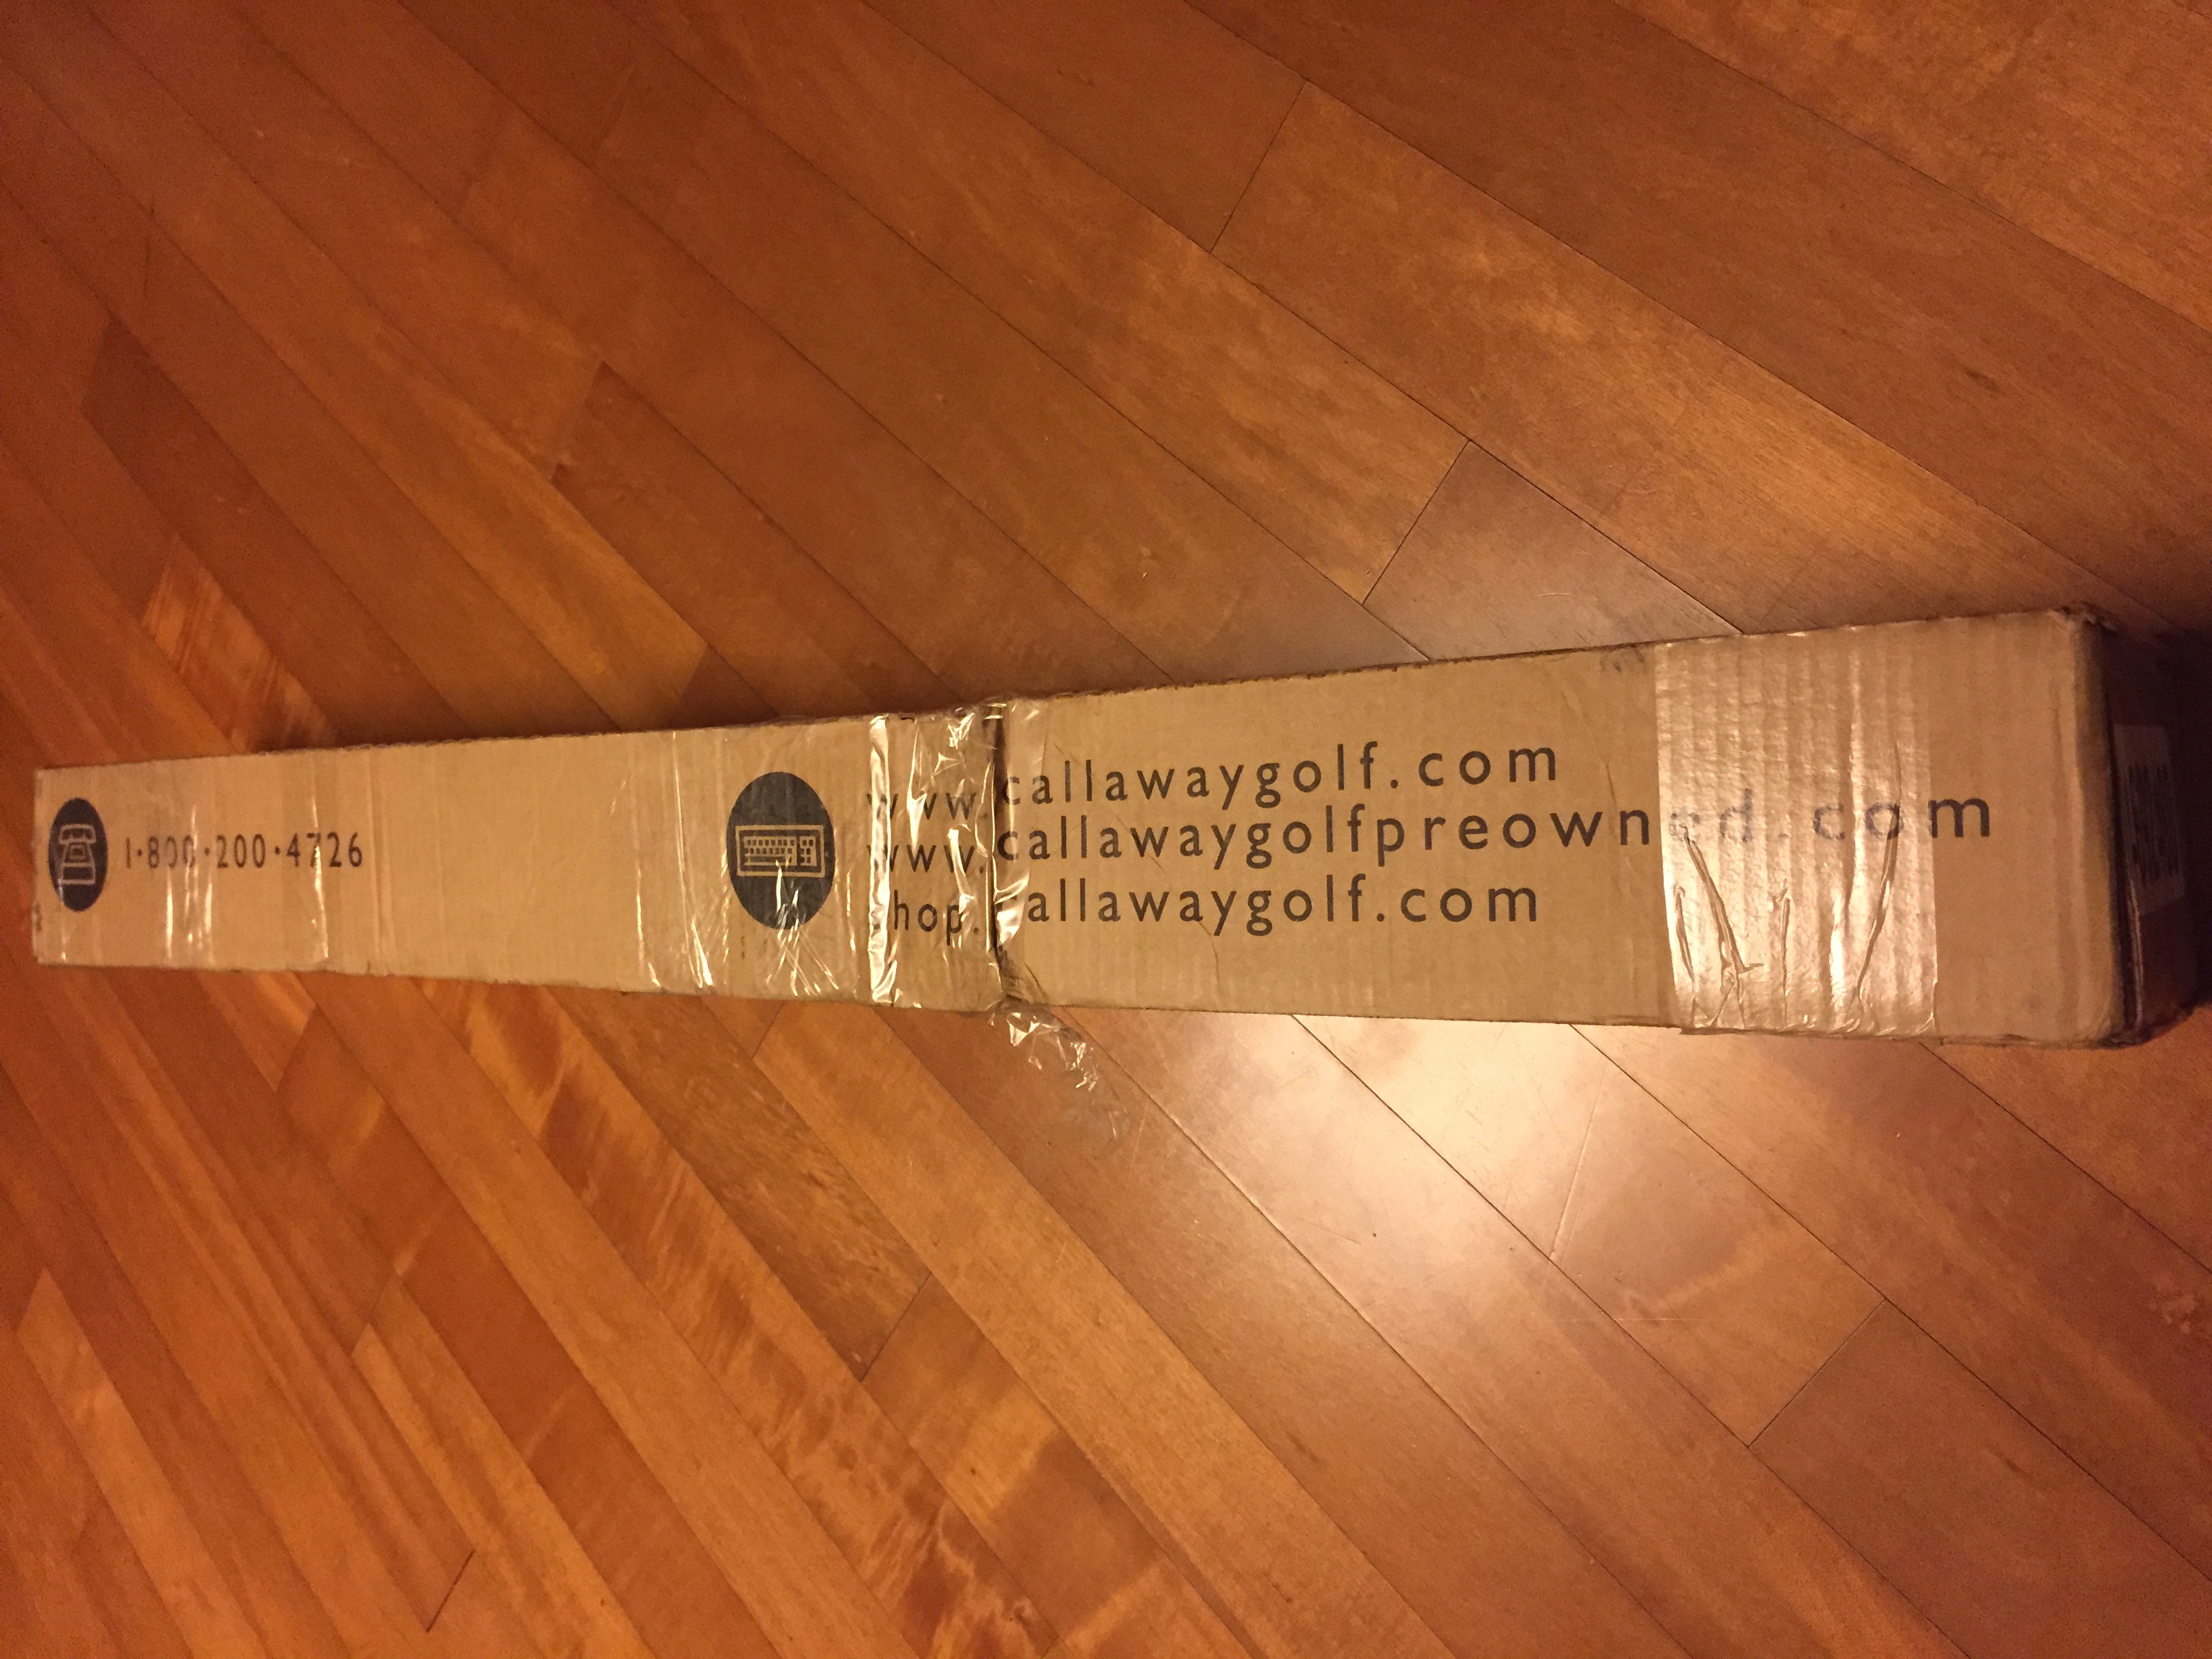 1·800·200·4726
www.callawaygolf.com
www.callawaygolfpreowned.com
shop.callawaygolf.com